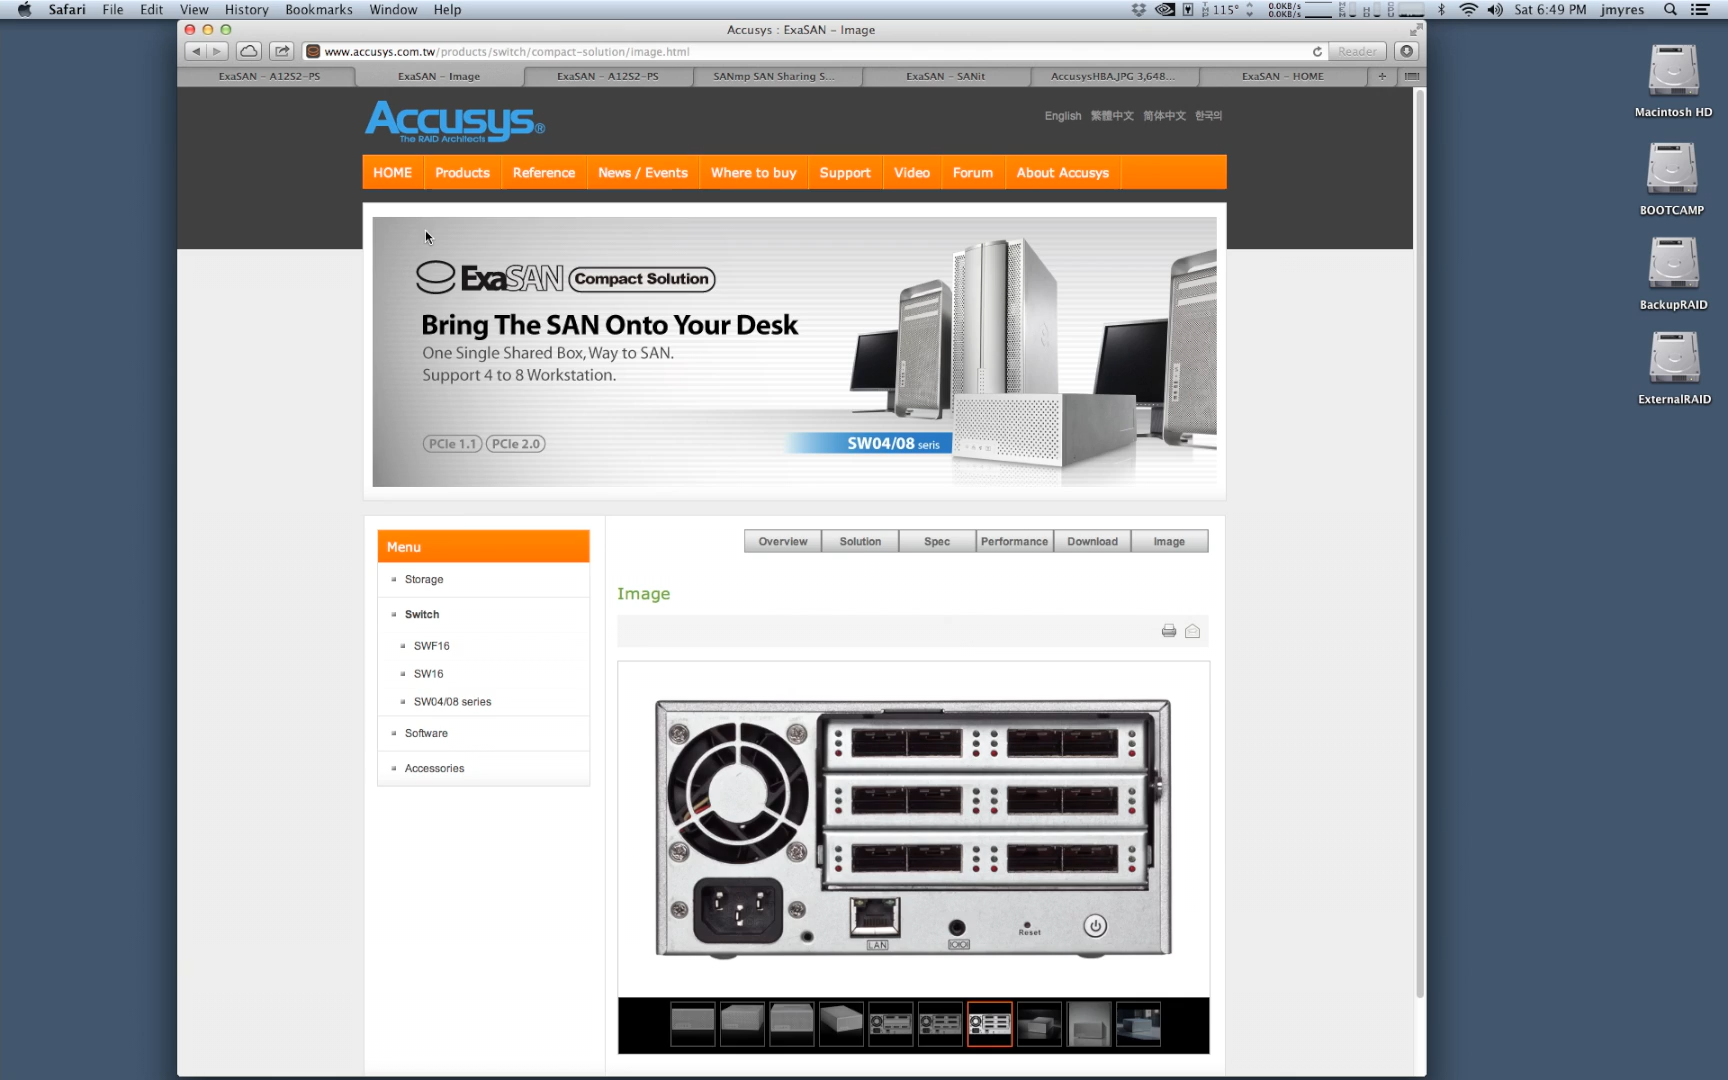 Safari File Edit View History Bookmarks Window Help
115° 0.0KB/s 0.0KB/s Sat 6:49 PM jmyres
Accusys : ExaSAN – Image
www.accusys.com.tw/products/switch/compact-solution/image.html Reader
ExaSAN – A12S2-PS ExaSAN – Image ExaSAN – A12S2-PS SANmp SAN Sharing S... ExaSAN – SANit AccusysHBA.JPG 3,648... ExaSAN – HOME
Accusys®
The RAID Architects
English 繁體中文 简体中文 한국의
HOME Products Reference News / Events Where to buy Support Video Forum About Accusys
ExaSAN Compact Solution
Bring The SAN Onto Your Desk
One Single Shared Box, Way to SAN.
Support 4 to 8 Workstation.
PCIe 1.1 PCIe 2.0
SW04/08 seris
Macintosh HD
BOOTCAMP
BackupRAID
ExternalRAID
Menu
Storage
Switch
SWF16
SW16
SW04/08 series
Software
Accessories
Overview Solution Spec Performance Download Image
Image
LAN
Reset